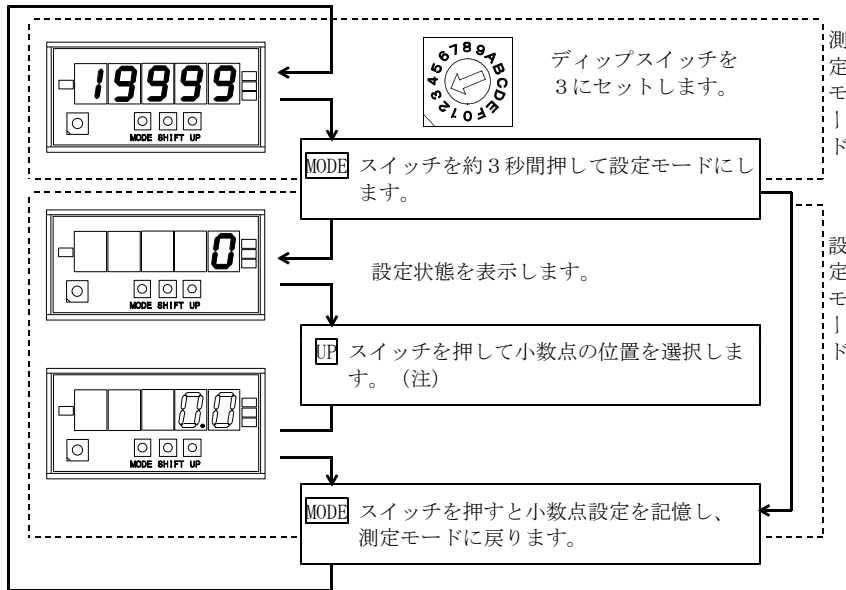 19999
MODE SHIFT UP
0123456789ABCDEF
ディップスイッチを
3にセットします。
測定モード
MODE スイッチを約3秒間押して設定モードにし
ます。
0
MODE SHIFT UP
設定状態を表示します。
設定モード
UP スイッチを押して小数点の位置を選択しま
す。（注）
0.0
MODE SHIFT UP
MODE スイッチを押すと小数点設定を記憶し、
測定モードに戻ります。